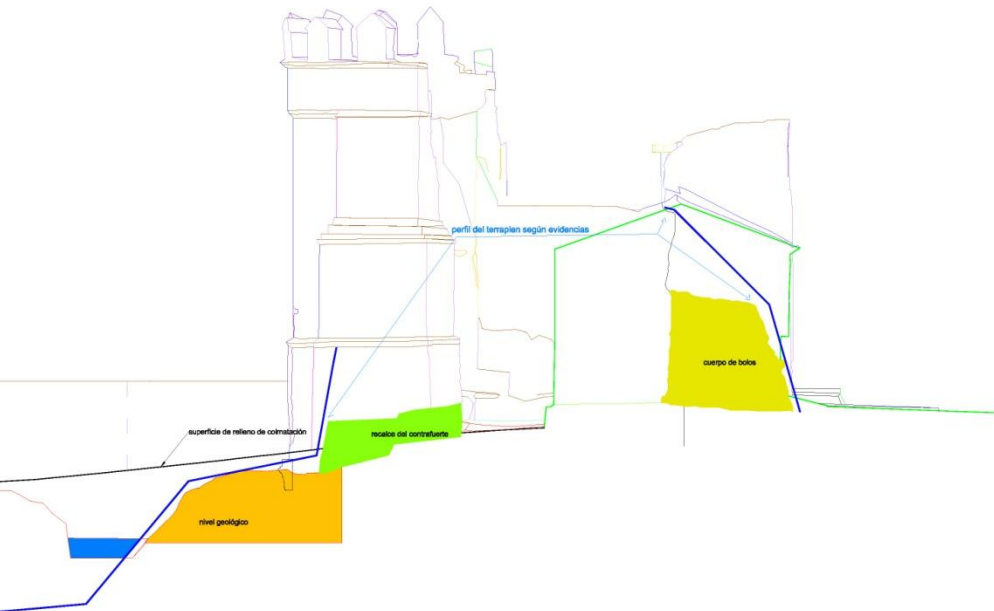 perfil del terraplen según evidencias
cuerpo de bolos
superficie de relleno de colmatación
recalce del contrafuerte
nivel geológico